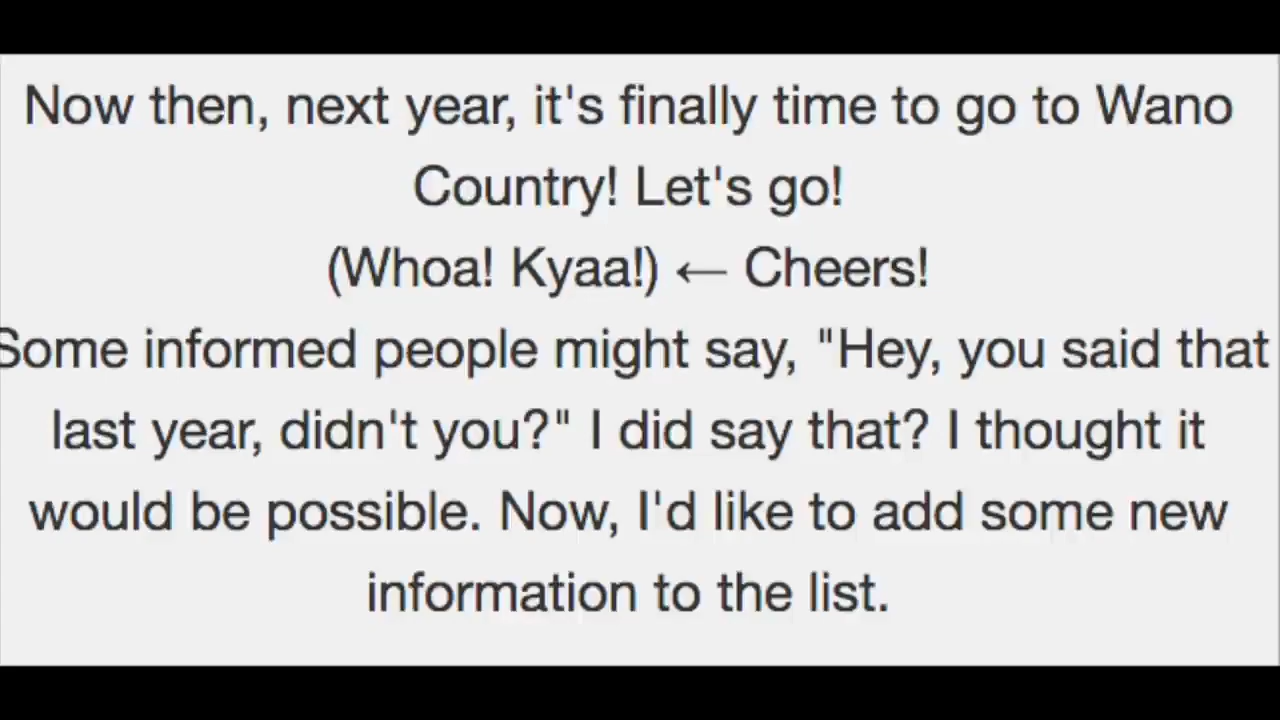 Now then, next year, it's finally time to go to Wano
Country! Let's go!
(Whoa! Kyaa!) ← Cheers!
Some informed people might say, "Hey, you said that
last year, didn't you?" I did say that? I thought it
would be possible. Now, I'd like to add some new
information to the list.